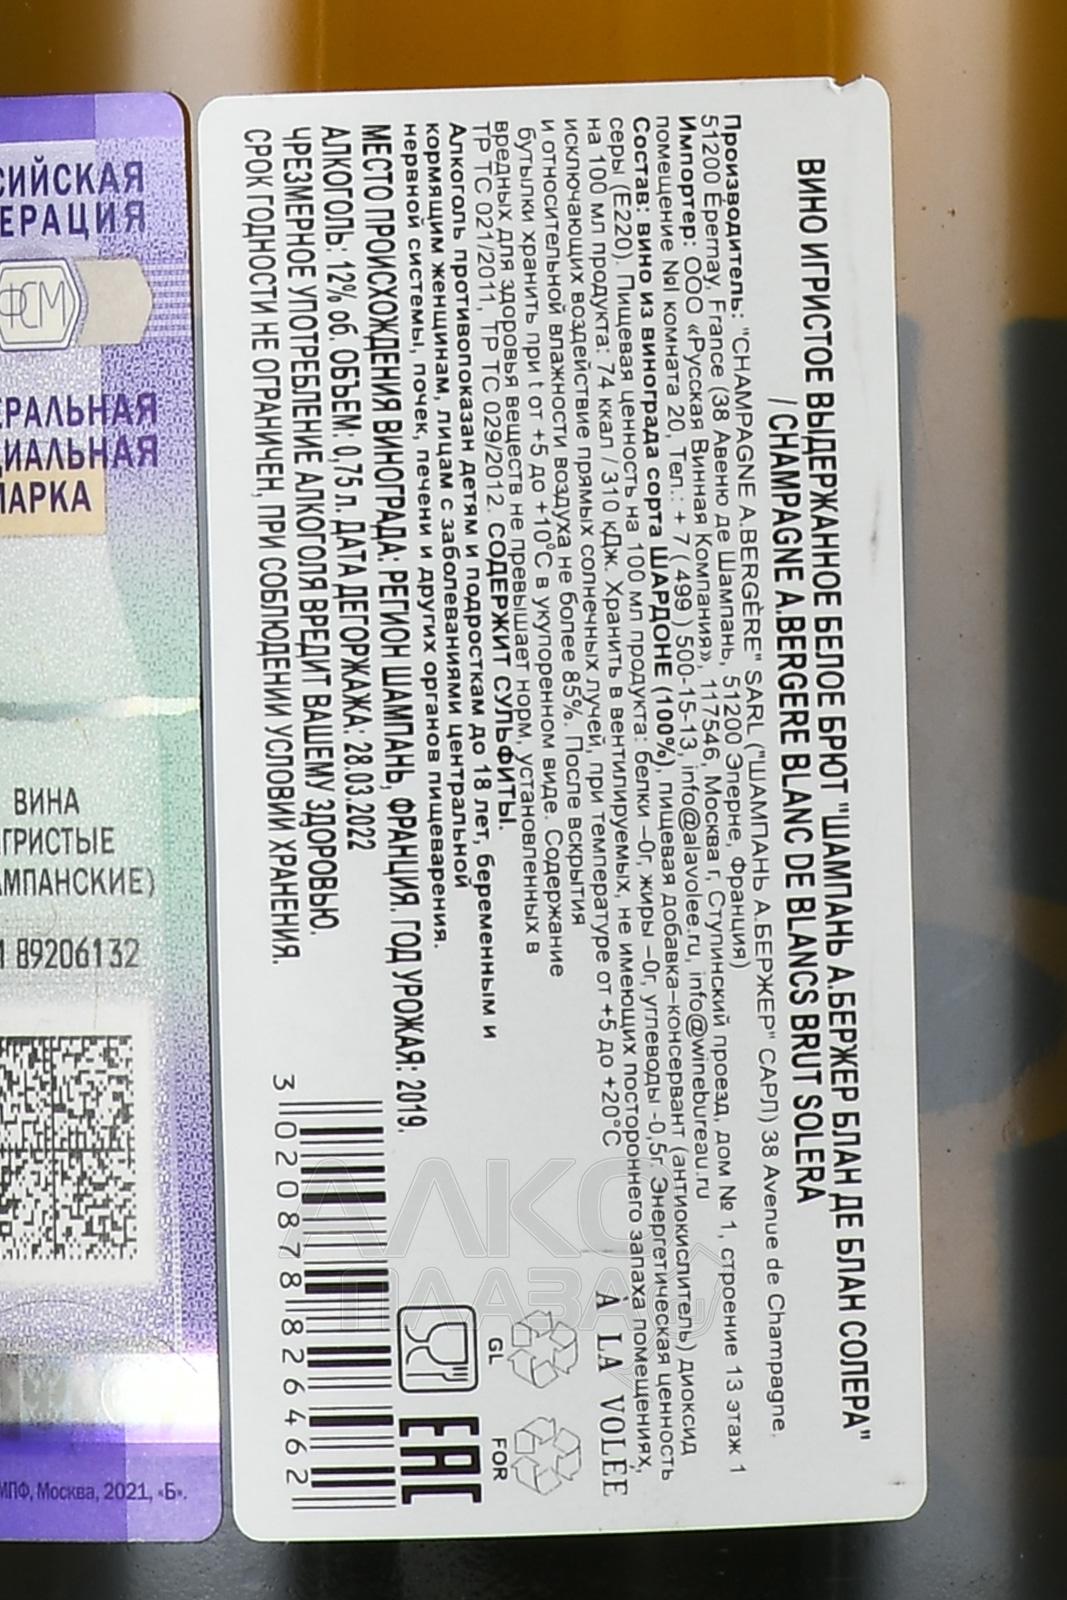 ВИНО ИГРИСТОЕ ВЫДЕРЖАННОЕ БЕЛОЕ БРЮТ "ШАМПАНЬ А.БЕРЖЕР БЛАН ДЕ БЛАН СОЛЕРА"
/ CHAMPAGNE A.BERGERE BLANC DE BLANCS BRUT SOLERA
Производитель: "CHAMPAGNE A.BERGÈRE" SARL ("ШАМПАНЬ А.БЕРЖЕР" САРЛ) 38 Avenue de Champagne,
51200 Epernay, France (38 Авеню де Шампань, 51200 Эперне, Франция)
Импортер: ООО «Русская Винная Компания», 117546, Москва г, Ступинский проезд, дом № 1, строение 13 этаж 1
помещение №I комната 20, Тел.: + 7 ( 499 ) 500-15-13, info@alavolee.ru, info@winebureau.ru
Состав: вино из винограда сорта ШАРДОНЕ (100%), пищевая добавка–консервант (антиокислитель) диоксид
серы (Е220). Пищевая ценность на 100 мл продукта: белки –0г, жиры –0г, углеводы -0,5г. Энергетическая ценность
на 100 мл продукта: 74 ккал / 310 кДж. Хранить в вентилируемых, не имеющих постороннего запаха помещениях,
исключающих воздействие прямых солнечных лучей, при температуре от +5 до +20°С
и относительной влажности воздуха не более 85%. После вскрытия
бутылки хранить при t от +5 до +10°С в укупоренном виде. Содержание
вредных для здоровья веществ не превышает норм, установленных в
ТР ТС 021/2011, ТР ТС 029/2012. СОДЕРЖИТ СУЛЬФИТЫ.
Алкоголь противопоказан детям и подросткам до 18 лет, беременным и
кормящим женщинам, лицам с заболеваниями центральной
нервной системы, почек, печени и других органов пищеварения.
МЕСТО ПРОИСХОЖДЕНИЯ ВИНОГРАДА: РЕГИОН ШАМПАНЬ, ФРАНЦИЯ. ГОД УРОЖАЯ: 2019.
АЛКОГОЛЬ: 12% об. ОБЪЕМ: 0,75 л. ДАТА ДЕГОРЖАЖА: 28.03.2022
ЧРЕЗМЕРНОЕ УПОТРЕБЛЕНИЕ АЛКОГОЛЯ ВРЕДИТ ВАШЕМУ ЗДОРОВЬЮ.
СРОК ГОДНОСТИ НЕ ОГРАНИЧЕН, ПРИ СОБЛЮДЕНИИ УСЛОВИЙ ХРАНЕНИЯ.
À LA VOLÉE
GL
FOR
EAC
3 020878 826462
АЛКО
ПЛАЗА
СИЙСКАЯ
ЕРАЦИЯ
ФСМ
ЕРАЛЬНАЯ
ЦИАЛЬНАЯ
МАРКА
ВИНА
ГРИСТЫЕ
АМПАНСКИЕ)
89206132
МПФ, Москва, 2021, «Б».